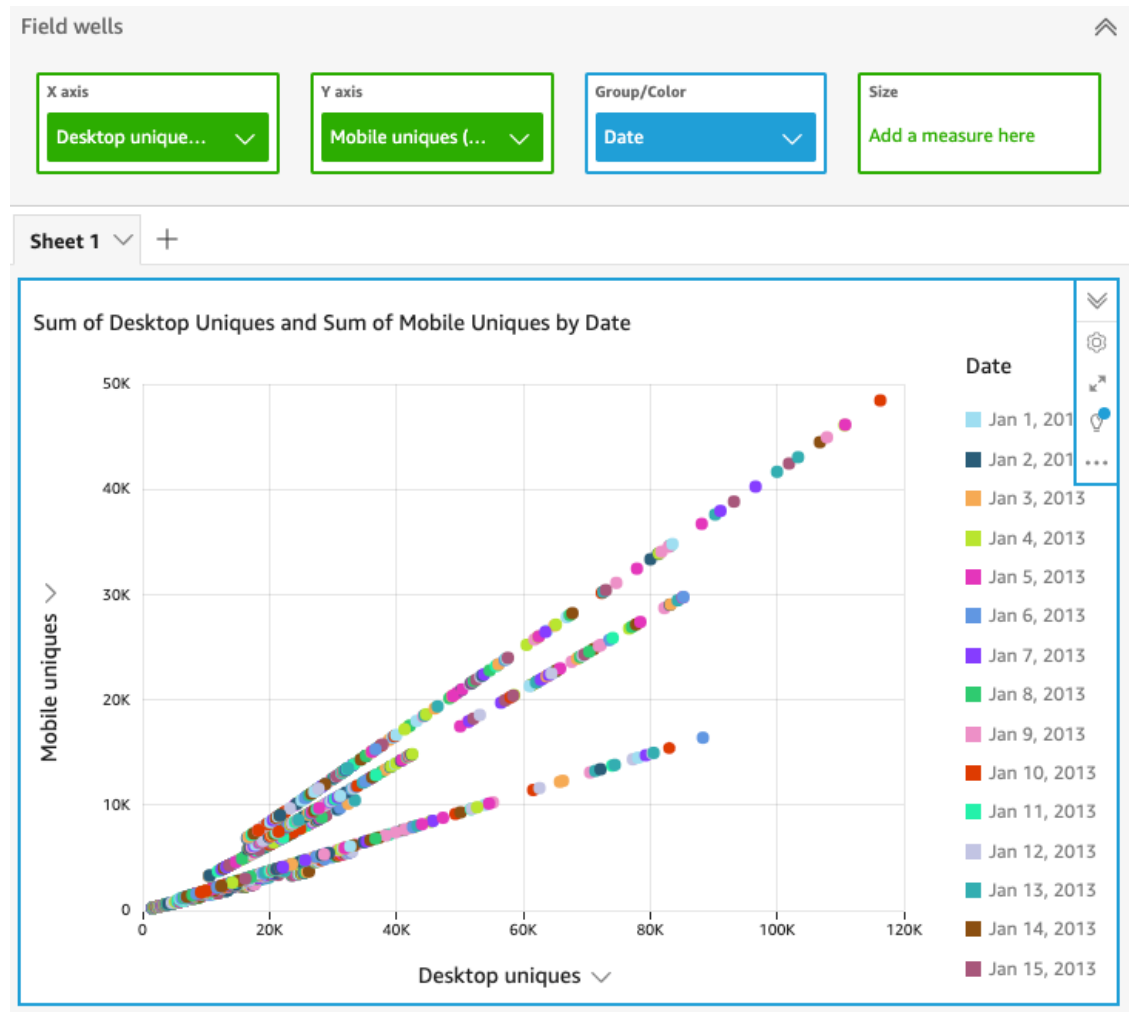 Field wells
X axis
Y axis
Group/Color
Size
Desktop unique...
Mobile uniques (...
Date
Add a measure here
Sheet 1
Sum of Desktop Uniques and Sum of Mobile Uniques by Date
Date
Jan 1, 201
Jan 2, 201
Jan 3, 2013
Jan 4, 2013
Jan 5, 2013
Jan 6, 2013
Jan 7, 2013
Jan 8, 2013
Jan 9, 2013
Jan 10, 2013
Jan 11, 2013
Jan 12, 2013
Jan 13, 2013
Jan 14, 2013
Jan 15, 2013
50K
40K
30K
20K
10K
0
Mobile uniques
0
20K
40K
60K
80K
100K
120K
Desktop uniques